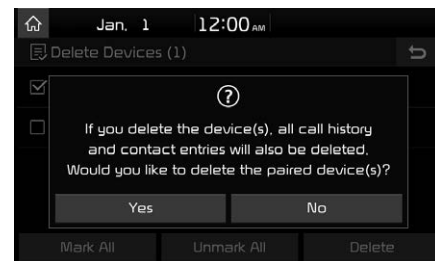 Jan. 1 12:00 AM
Delete Devices (1)
If you delete the device(s), all call history
and contact entries will also be deleted.
Would you like to delete the paired device(s)?
Yes No
Mark All Unmark All Delete